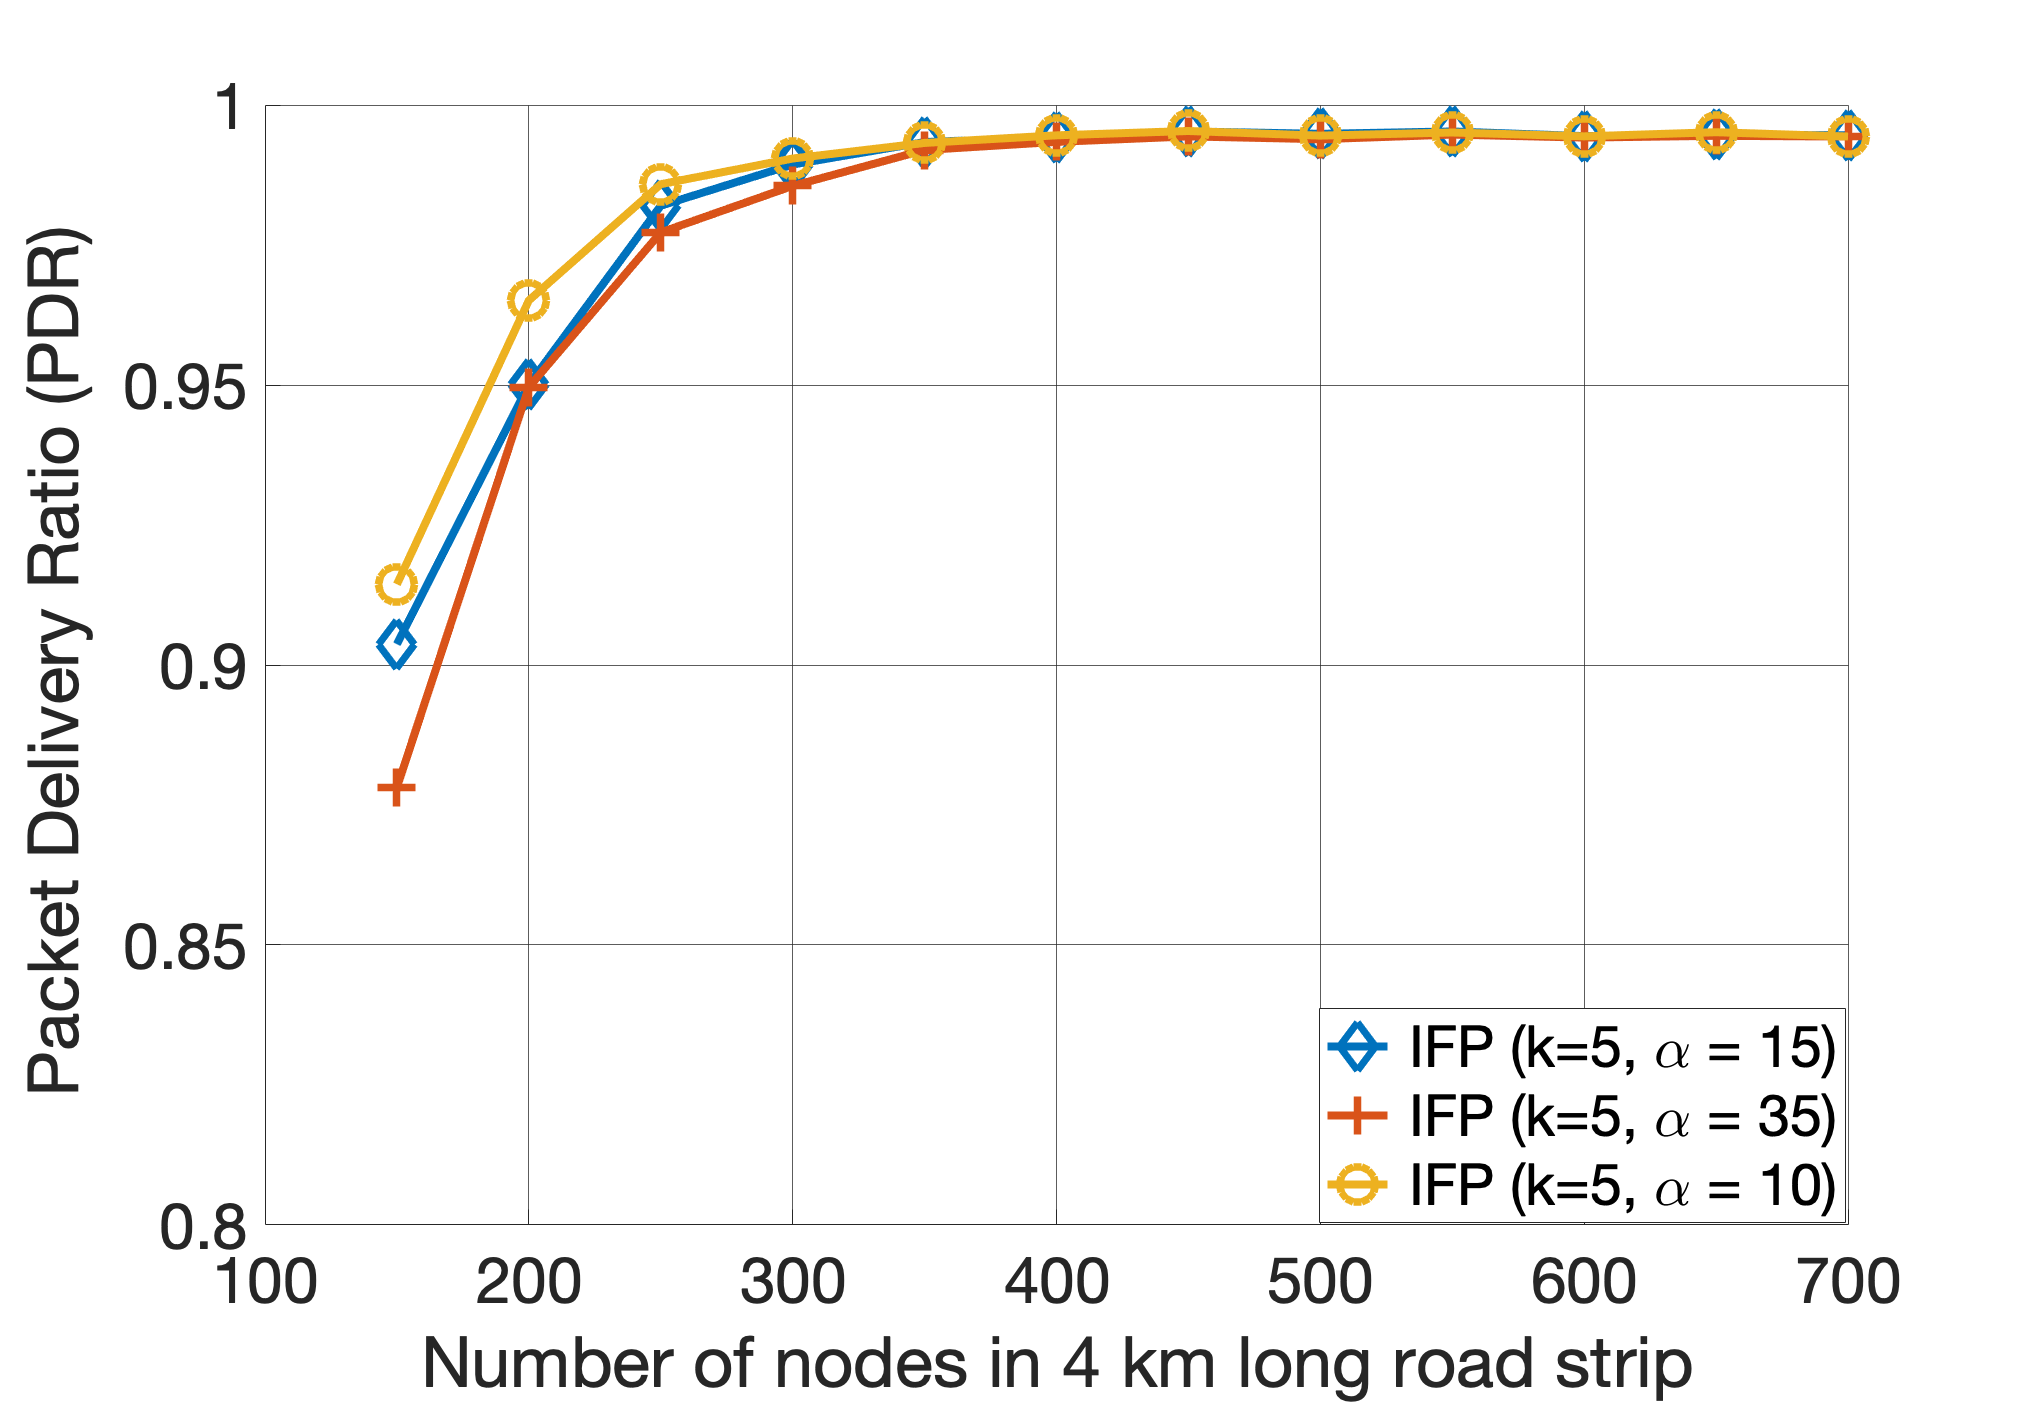 Packet Delivery Ratio (PDR)
1
0.95
0.9
0.85
0.8
100 200 300 400 500 600 700
Number of nodes in 4 km long road strip
IFP (k=5, α = 15)
IFP (k=5, α = 35)
IFP (k=5, α = 10)